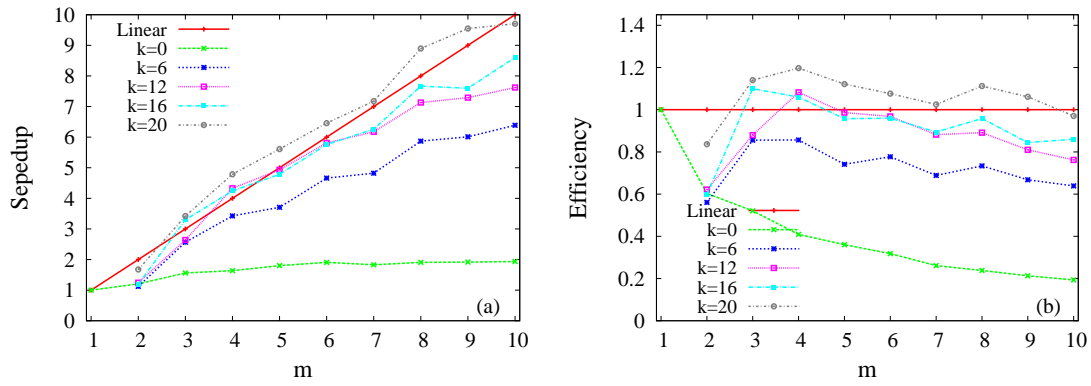 Sepedup
10
9
8
7
6
5
4
3
2
1
0
Linear
k=0
k=6
k=12
k=16
k=20
(a)
1 2 3 4 5 6 7 8 9 10
m
Efficiency
1.4
1.2
1
0.8
0.6
0.4
0.2
0
Linear
k=0
k=6
k=12
k=16
k=20
(b)
1 2 3 4 5 6 7 8 9 10
m